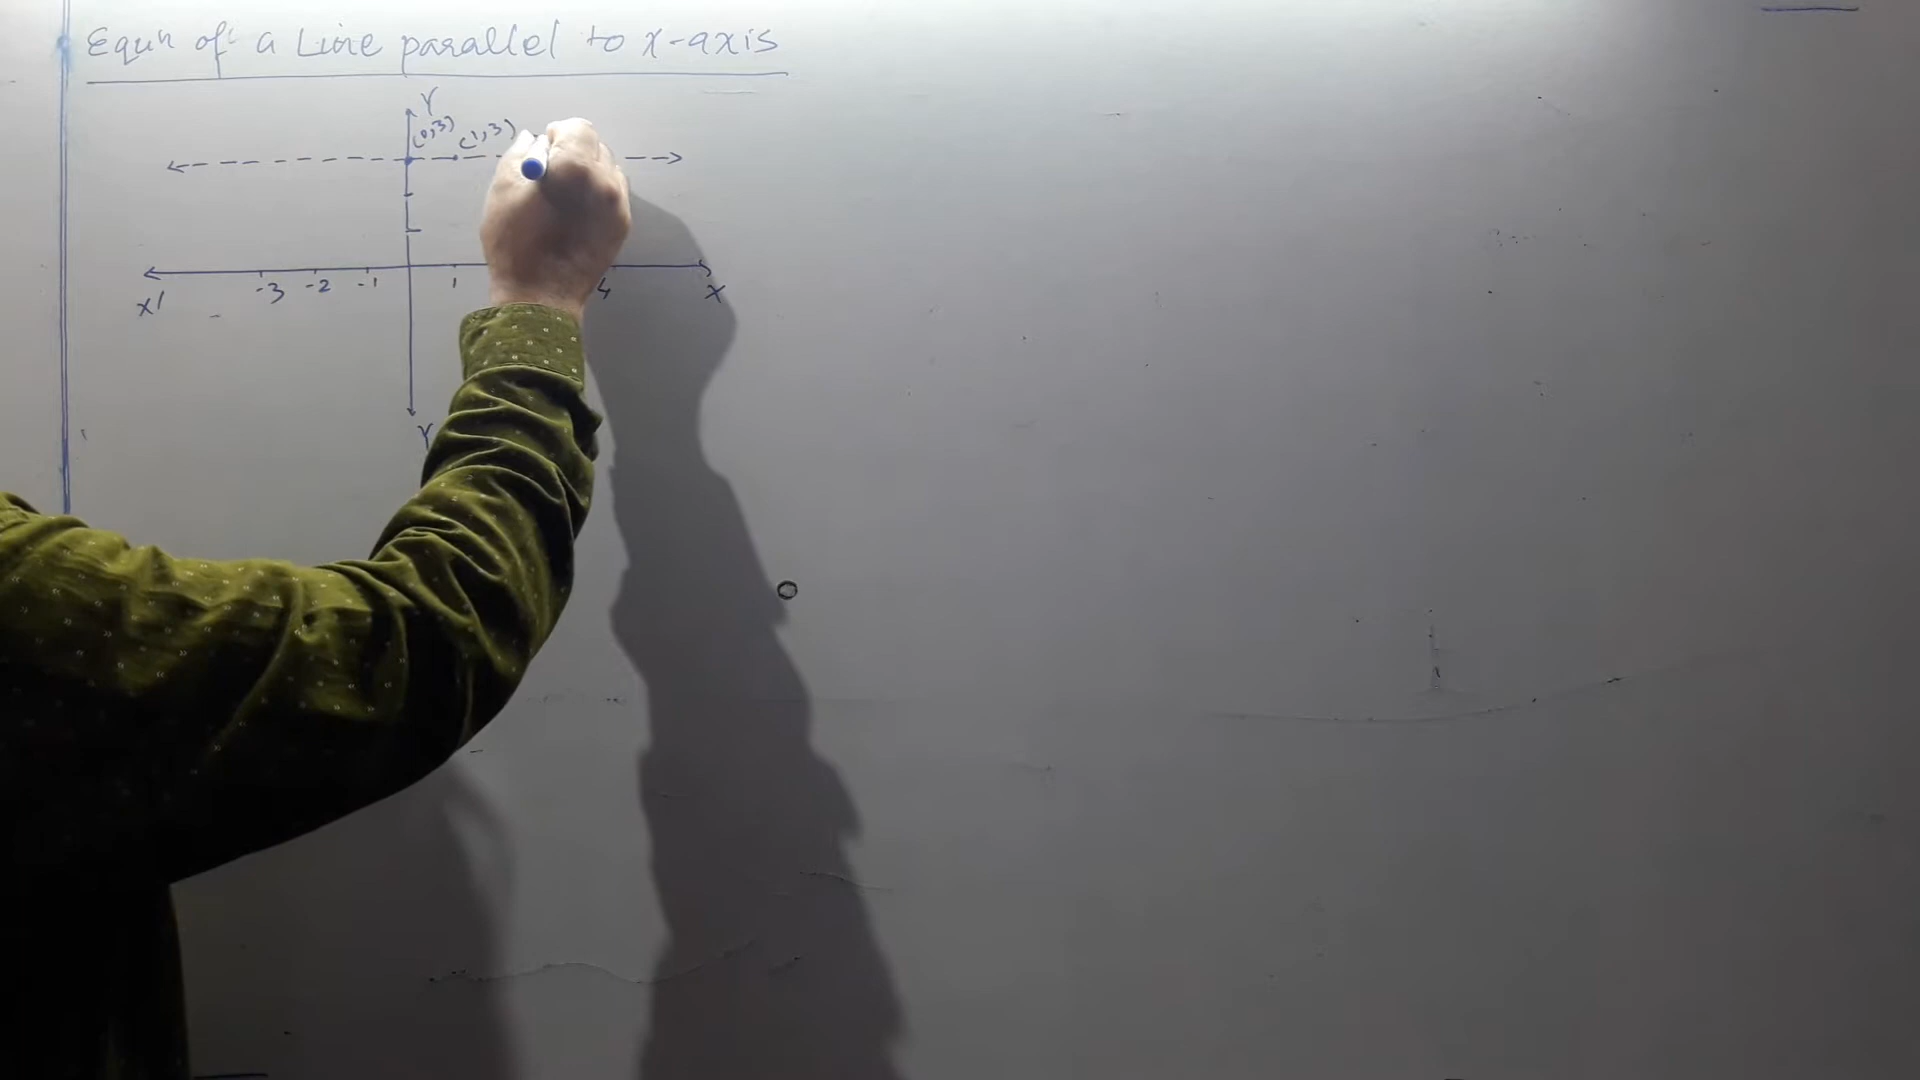 Equn of a Line parallel to x-axis
Y
(0,3) (1,3)
-3 -2 -1 1 4
X' X
Y